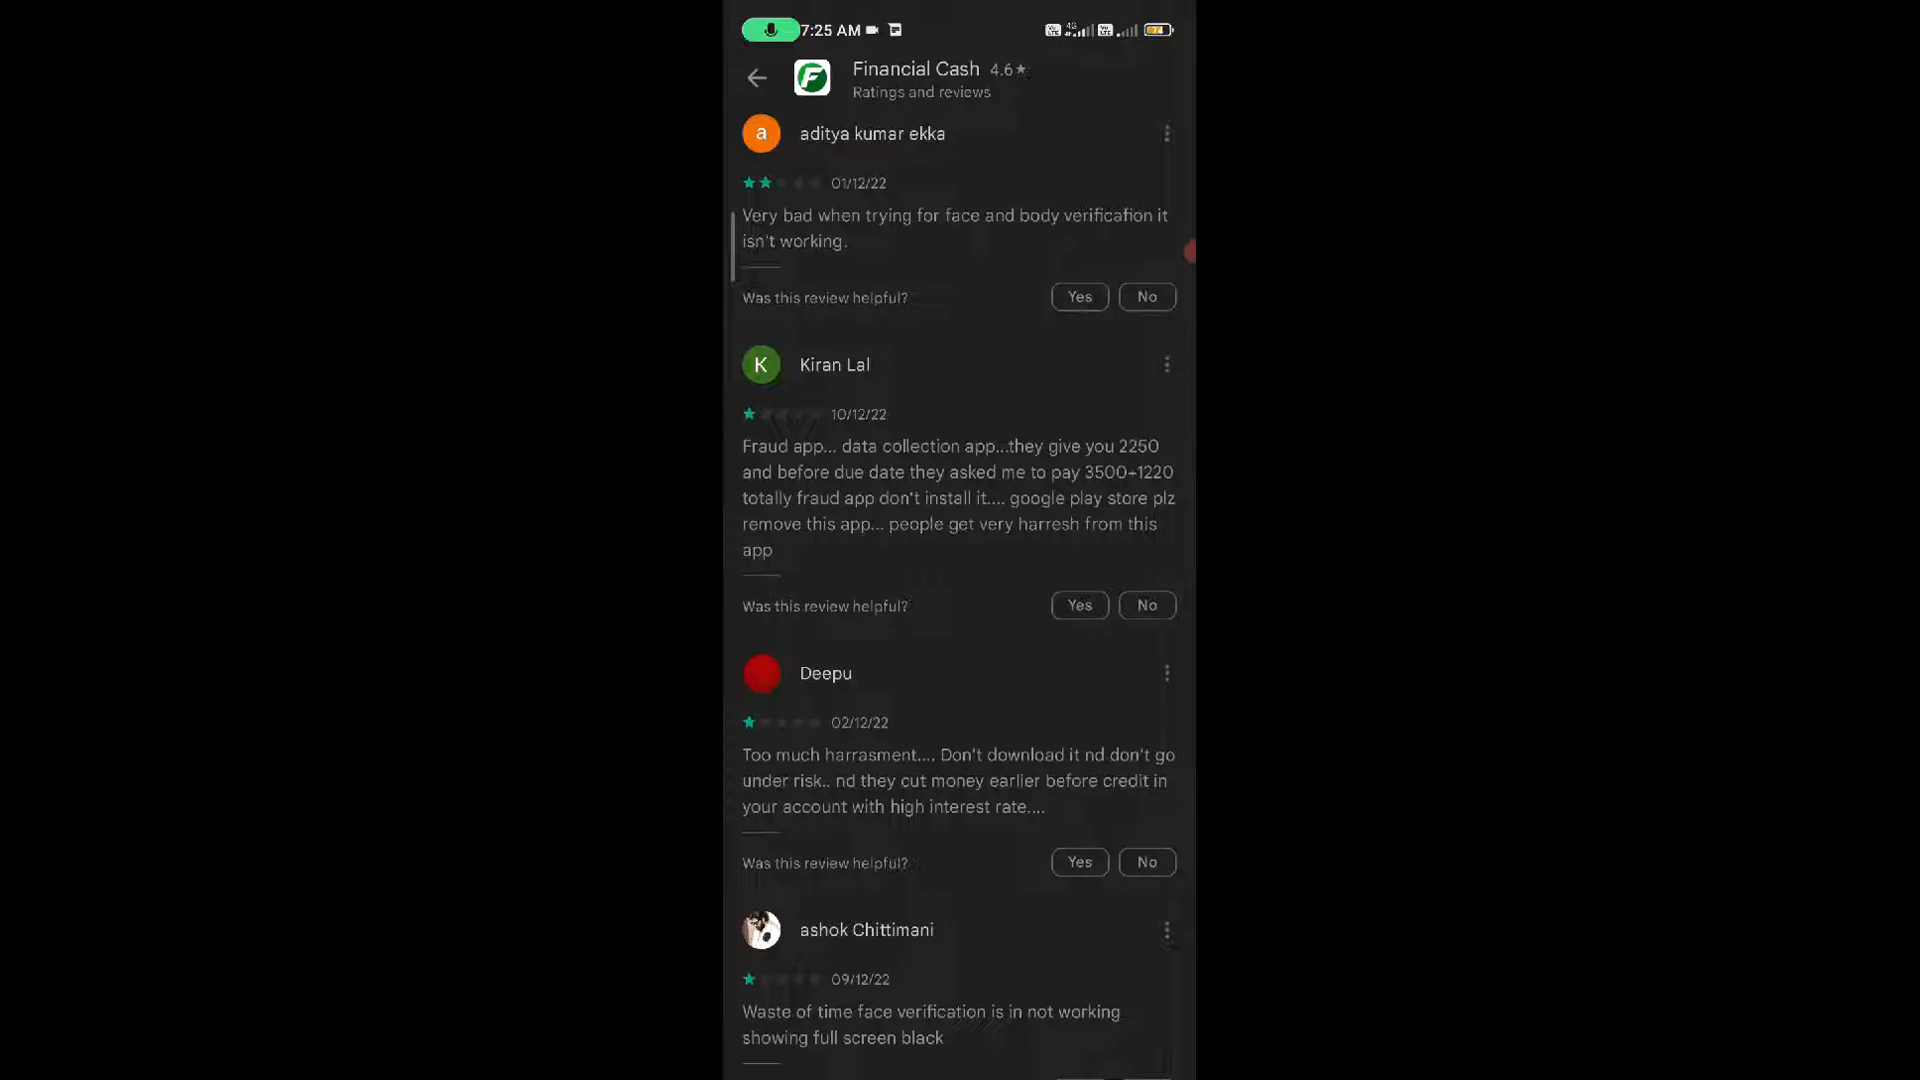 7:25 AM
4G
Financial Cash 4.6★
Ratings and reviews
a
aditya kumar ekka
01/12/22
Very bad when trying for face and body verification it
isn't working.
Was this review helpful?
Yes
No
K
Kiran Lal
10/12/22
Fraud app... data collection app...they give you 2250
and before due date they asked me to pay 3500+1220
totally fraud app don't install it.... google play store plz
remove this app... people get very harresh from this
app
Was this review helpful?
Yes
No
Deepu
02/12/22
Too much harrasment.... Don't download it nd don't go
under risk.. nd they cut money earlier before credit in
your account with high interest rate....
Was this review helpful?
Yes
No
ashok Chittimani
09/12/22
Waste of time face verification is in not working
showing full screen black